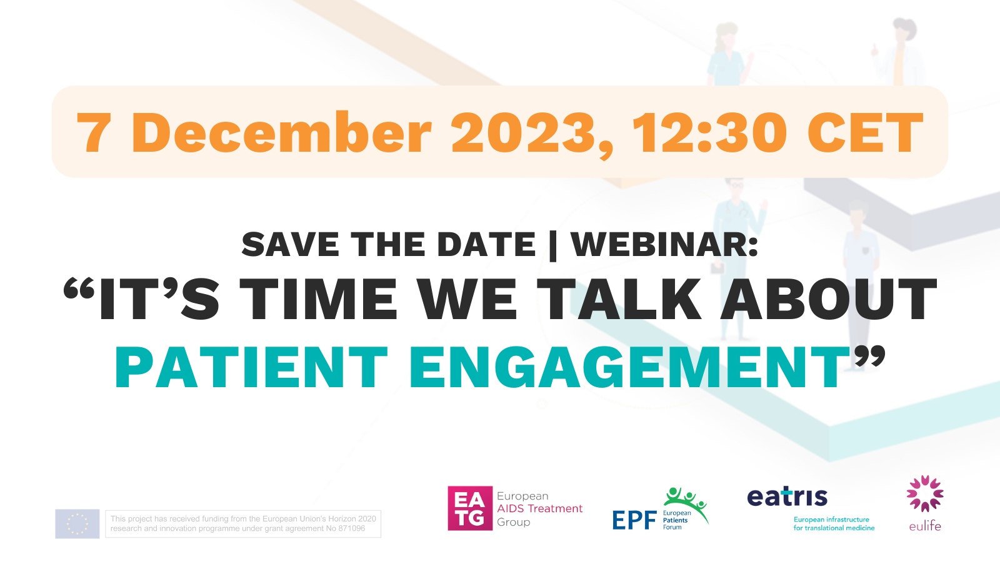 7 December 2023, 12:30 CET
SAVE THE DATE | WEBINAR:
“IT’S TIME WE TALK ABOUT
PATIENT ENGAGEMENT”
This project has received funding from the European Union's Horizon 2020
research and innovation programme under grant agreement No 871096
EA
TG
European
AIDS Treatment
Group
EPF
European
Patients
Forum
eatris
European infrastructure
for translational medicine
eulife